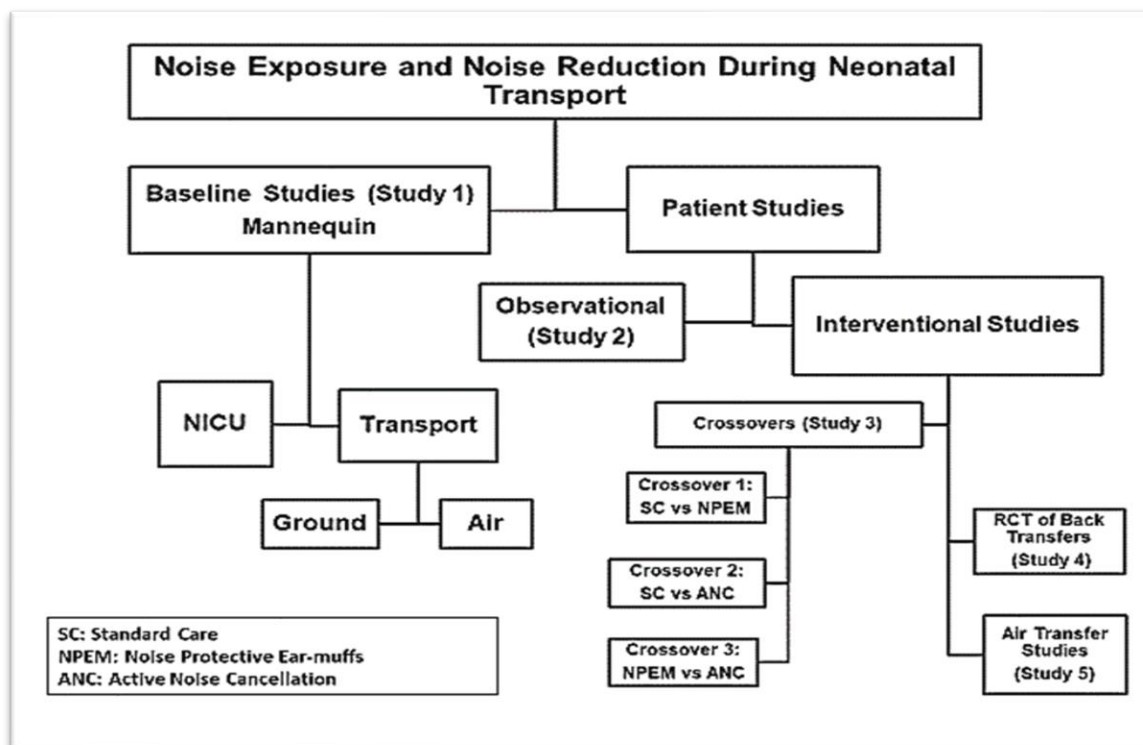 Noise Exposure and Noise Reduction During Neonatal
Transport
Baseline Studies (Study 1)
Mannequin
Patient Studies
Observational
(Study 2)
Interventional Studies
NICU
Transport
Crossovers (Study 3)
Ground
Air
Crossover 1:
SC vs NPEM
RCT of Back
Transfers
(Study 4)
Crossover 2:
SC vs ANC
Crossover 3:
NPEM vs ANC
Air Transfer
Studies
(Study 5)
SC: Standard Care
NPEM: Noise Protective Ear-muffs
ANC: Active Noise Cancellation